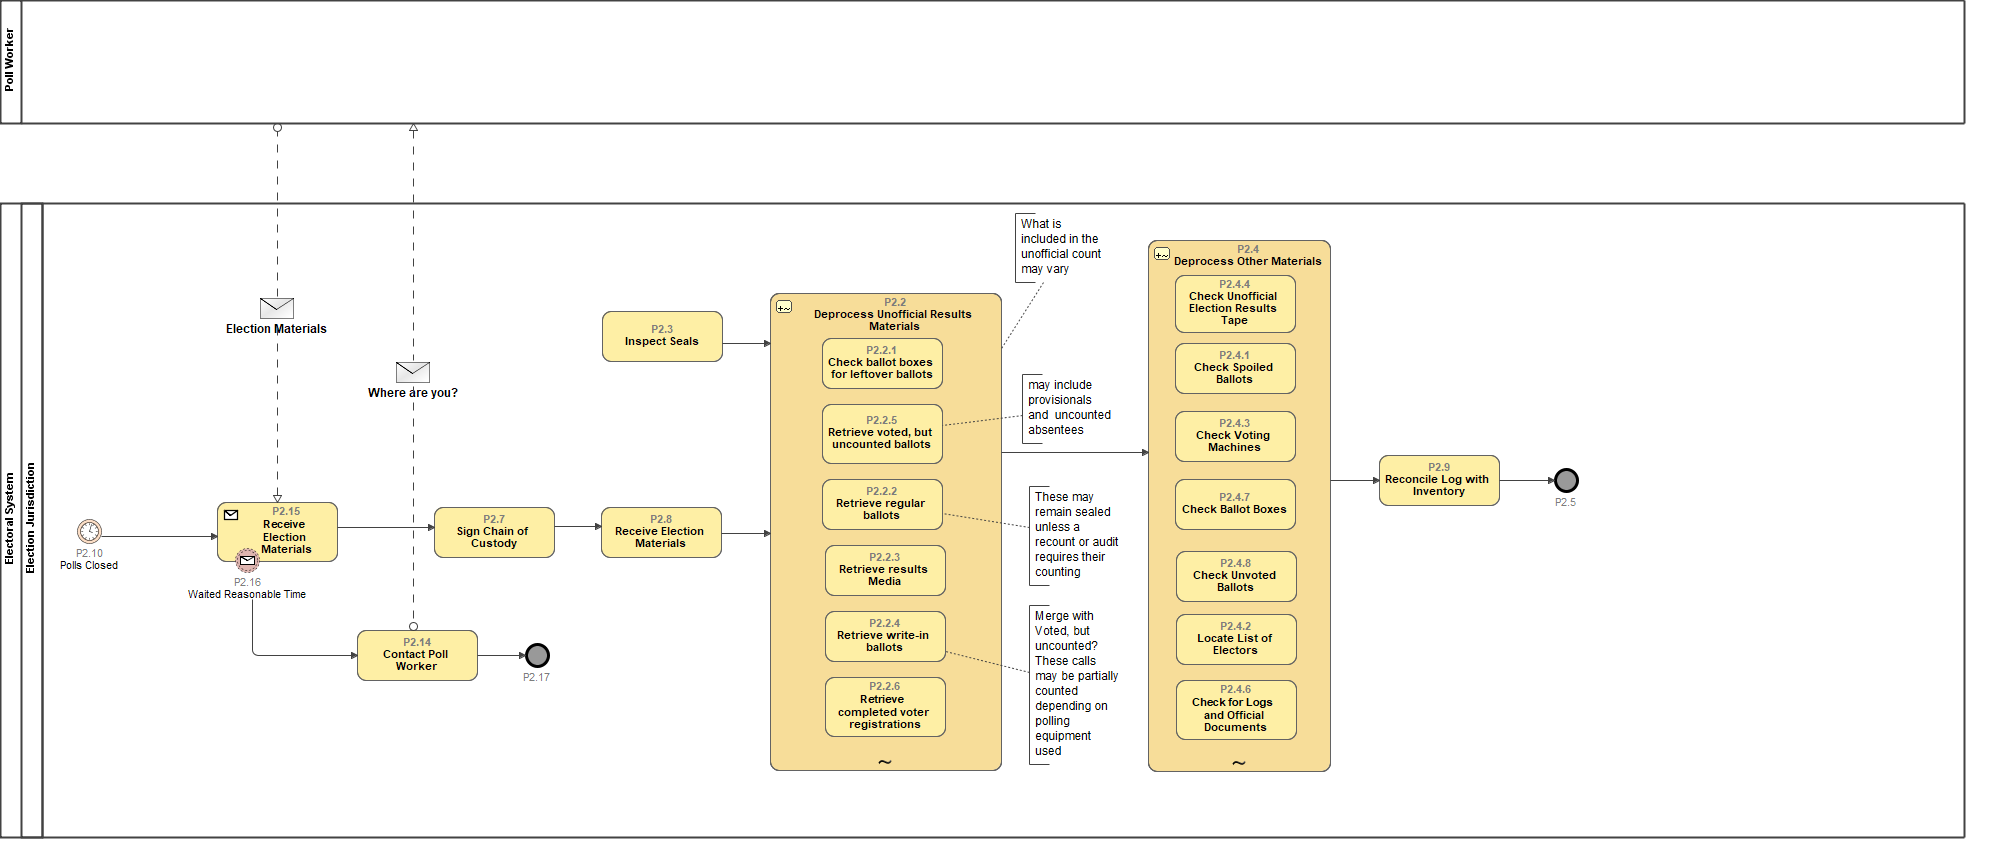 Poll Worker
Electoral System
Election Jurisdiction
Election Materials
Where are you?
P2.10
Polls Closed
P2.15
Receive
Election
Materials
P2.16
Waited Reasonable Time
P2.14
Contact Poll
Worker
P2.17
P2.7
Sign Chain of
Custody
P2.8
Receive Election
Materials
P2.3
Inspect Seals
P2.2
Deprocess Unofficial Results
Materials
P2.2.1
Check ballot boxes
for leftover ballots
P2.2.5
Retrieve voted, but
uncounted ballots
P2.2.2
Retrieve regular
ballots
P2.2.3
Retrieve results
Media
P2.2.4
Retrieve write-in
ballots
P2.2.6
Retrieve
completed voter
registrations
~
What is
included in the
unofficial count
may vary
may include
provisionals
and  uncounted
absentees
These may
remain sealed
unless a
recount or audit
requires their
counting
Merge with
Voted, but
uncounted?
These calls
may be partially
counted
depending on
polling
equipment
used
P2.4
Deprocess Other Materials
P2.4.4
Check Unofficial
Election Results
Tape
P2.4.1
Check Spoiled
Ballots
P2.4.3
Check Voting
Machines
P2.4.7
Check Ballot Boxes
P2.4.8
Check Unvoted
Ballots
P2.4.2
Locate List of
Electors
P2.4.6
Check for Logs
and Official
Documents
~
P2.9
Reconcile Log with
Inventory
P2.5